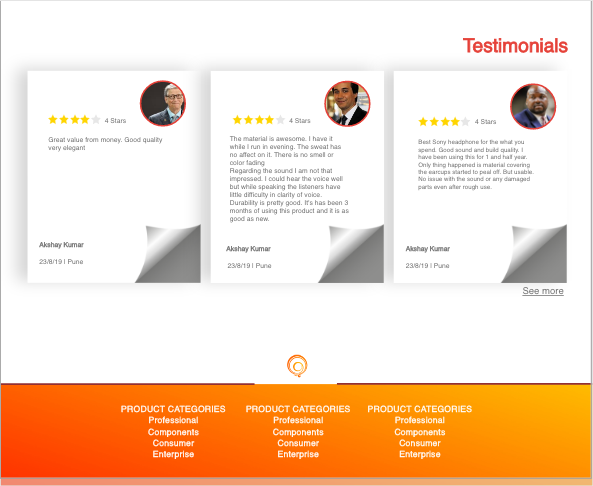 Testimonials
4 Stars
Great value from money. Good quality
very elegant
Akshay Kumar
23/8/19 | Pune
4 Stars
The material is awesome. I have it
while I run in evening. The sweat has
no affect on it. There is no smell or
color fading
Regarding the sound I am not that
impressed. I could hear the voice well
but while speaking the listeners have
little difficulty in clarity of voice.
Durability is pretty good. It's has been 3
months of using this product and it is as
good as new.
Akshay Kumar
23/8/19 | Pune
4 Stars
Best Sony headphone for the what you
spend. Good sound and build quality. I
have been using this for 1 and half year.
Only thing happened is material covering
the earcups started to peal off. But usable.
No issue with the sound or any damaged
parts even after rough use.
Akshay Kumar
23/8/19 | Pune
See more
PRODUCT CATEGORIES
Professional
Components
Consumer
Enterprise
PRODUCT CATEGORIES
Professional
Components
Consumer
Enterprise
PRODUCT CATEGORIES
Professional
Components
Consumer
Enterprise